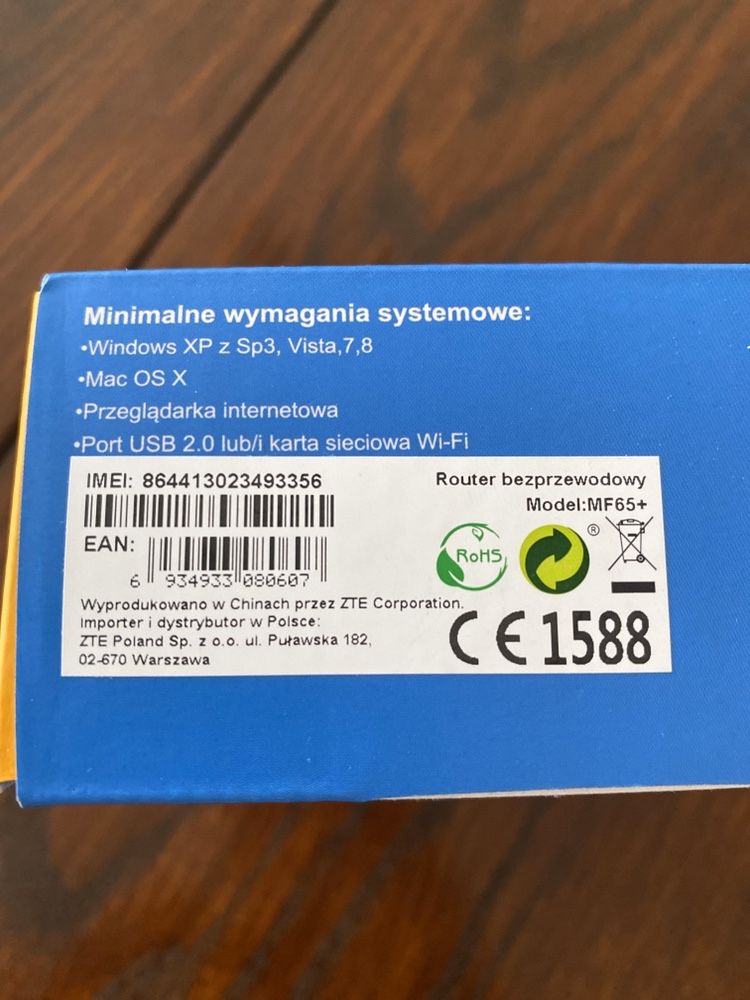 Minimalne wymagania systemowe:
•Windows XP z Sp3, Vista,7,8
•Mac OS X
•Przeglądarka internetowa
•Port USB 2.0 lub/i karta sieciowa Wi-Fi
IMEI: 864413023493356
EAN:
6 934933 080607
Router bezprzewodowy
Model:MF65+
RoHS
®
Wyprodukowano w Chinach przez ZTE Corporation.
Importer i dystrybutor w Polsce:
ZTE Poland Sp. z o.o. ul. Puławska 182,
02-670 Warszawa
CE 1588